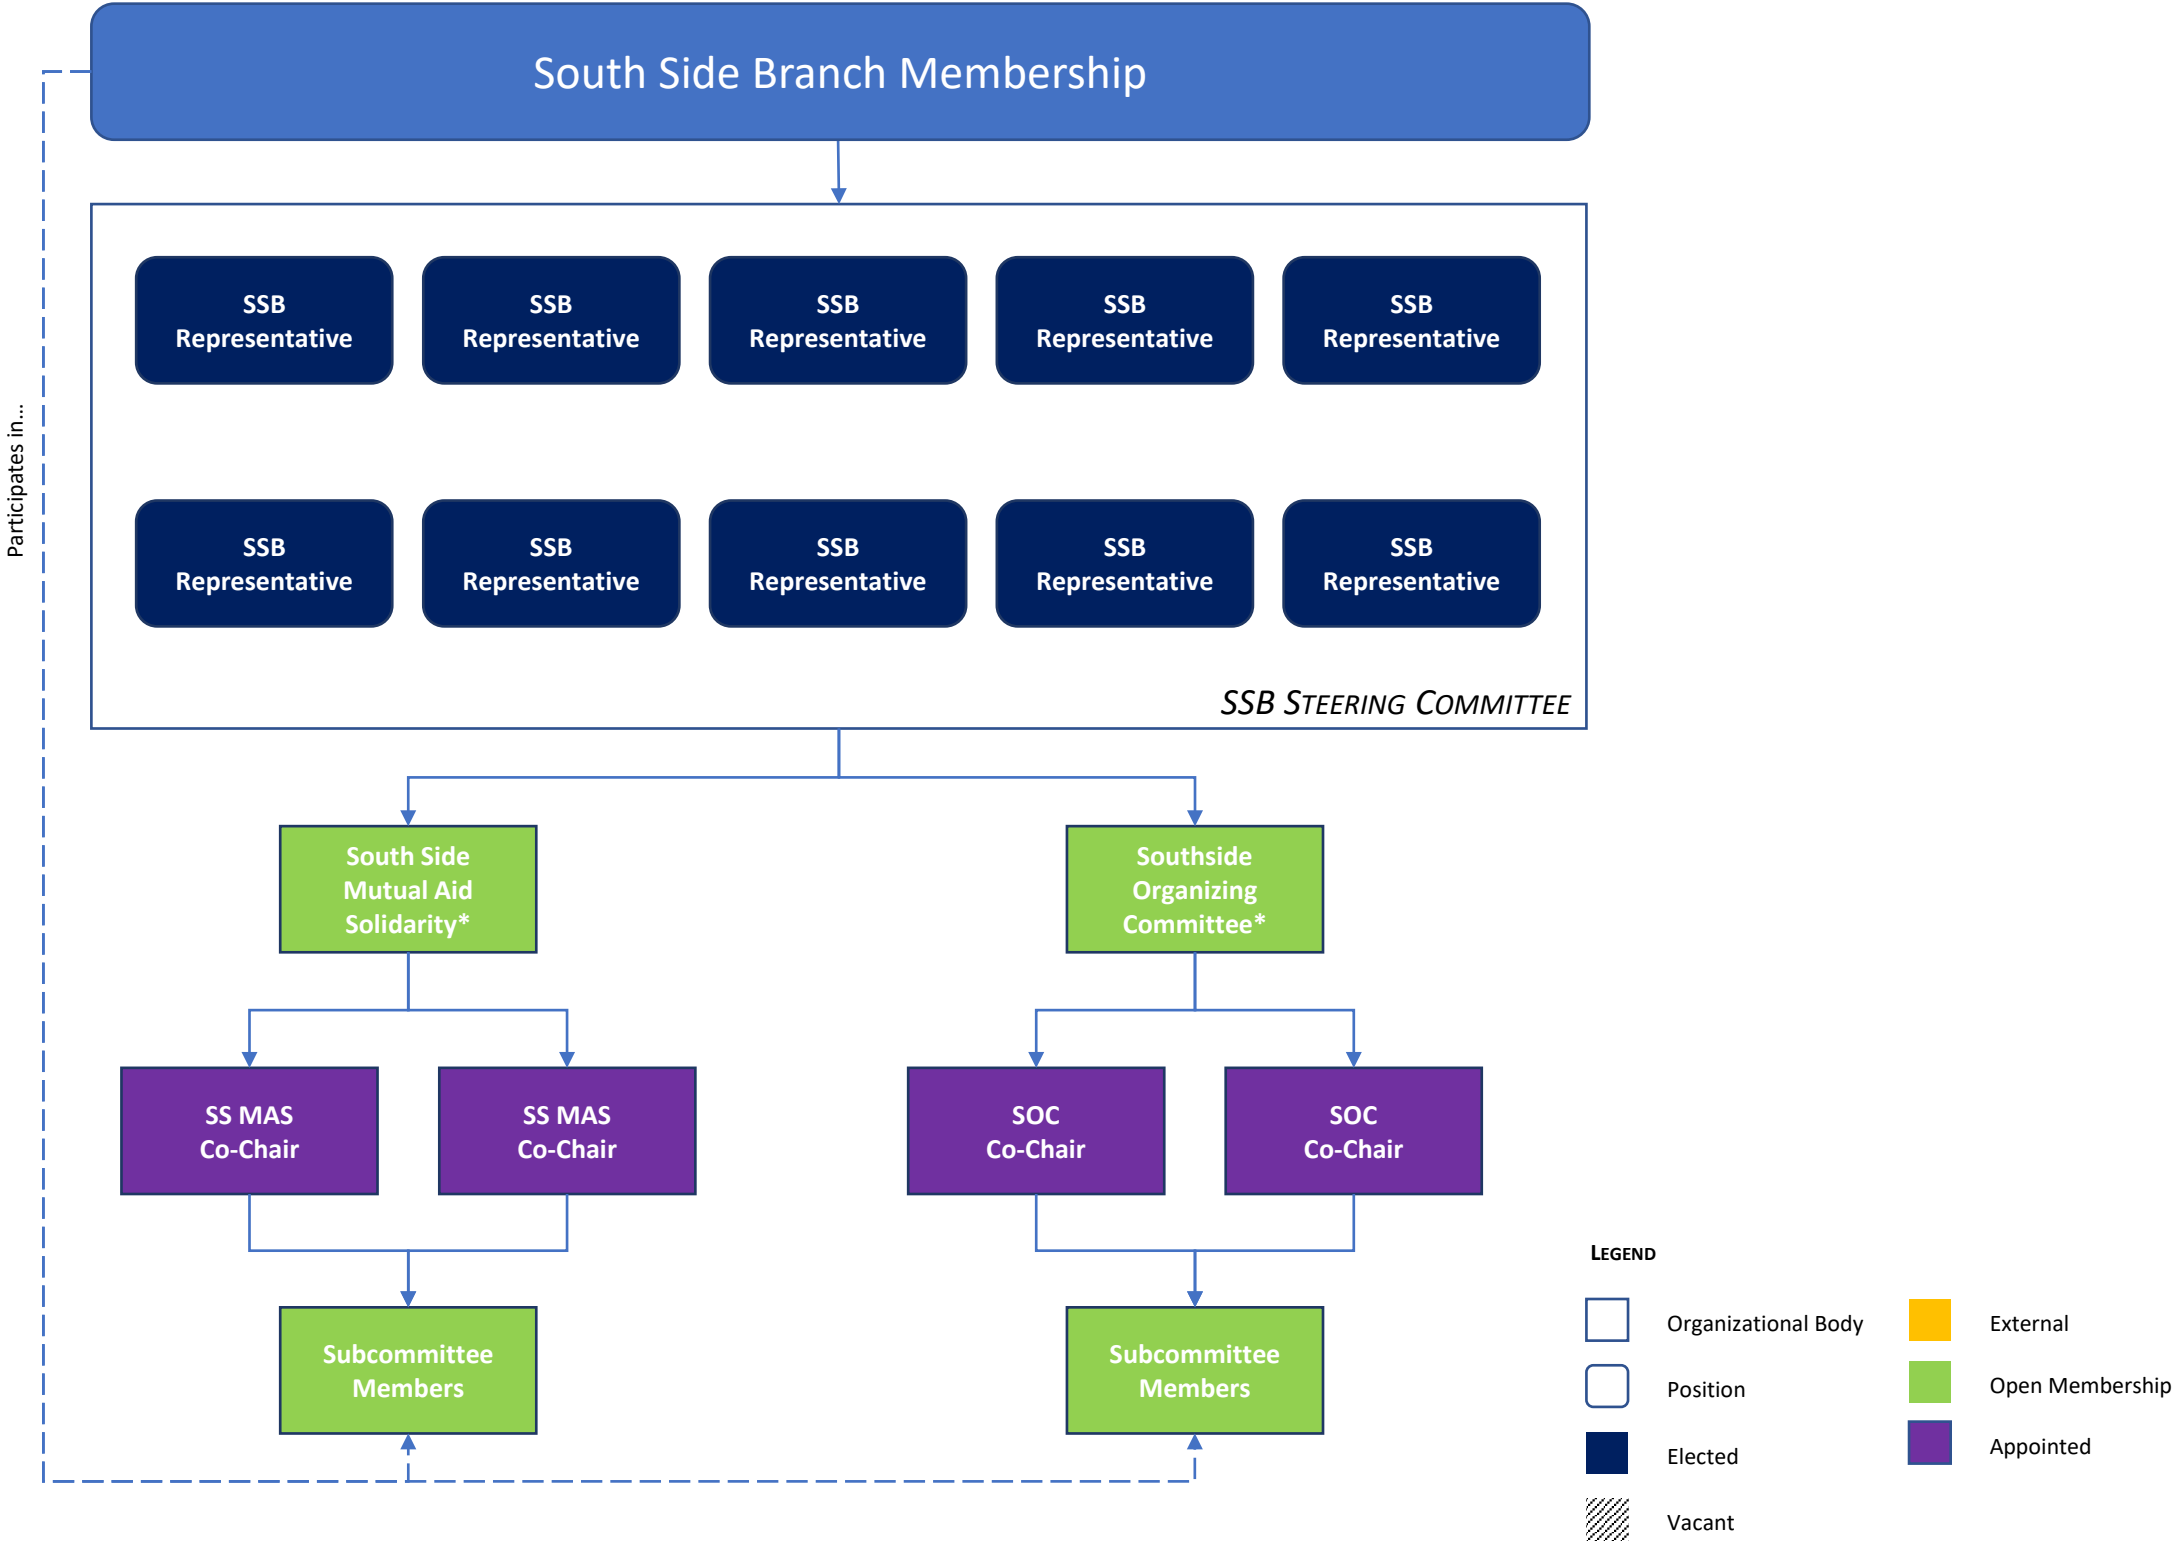 South Side Branch Membership
Participates in...
SSB
Representative
SSB
Representative
SSB
Representative
SSB
Representative
SSB
Representative
SSB
Representative
SSB
Representative
SSB
Representative
SSB
Representative
SSB
Representative
SSB STEERING COMMITTEE
South Side
Mutual Aid
Solidarity*
Southside
Organizing
Committee*
SS MAS
Co-Chair
SS MAS
Co-Chair
SOC
Co-Chair
SOC
Co-Chair
Subcommittee
Members
Subcommittee
Members
LEGEND
Organizational Body
Position
Elected
Vacant
External
Open Membership
Appointed